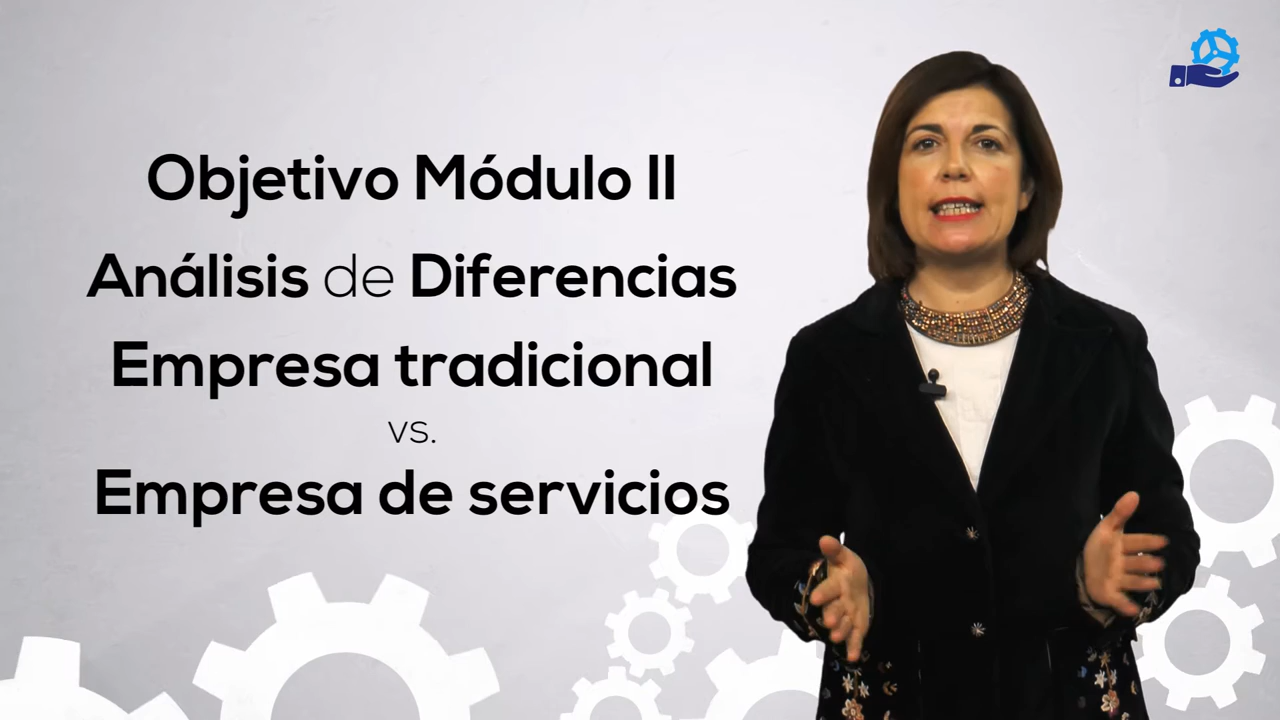 Objetivo Módulo II
Análisis de Diferencias
Empresa tradicional
vs.
Empresa de servicios